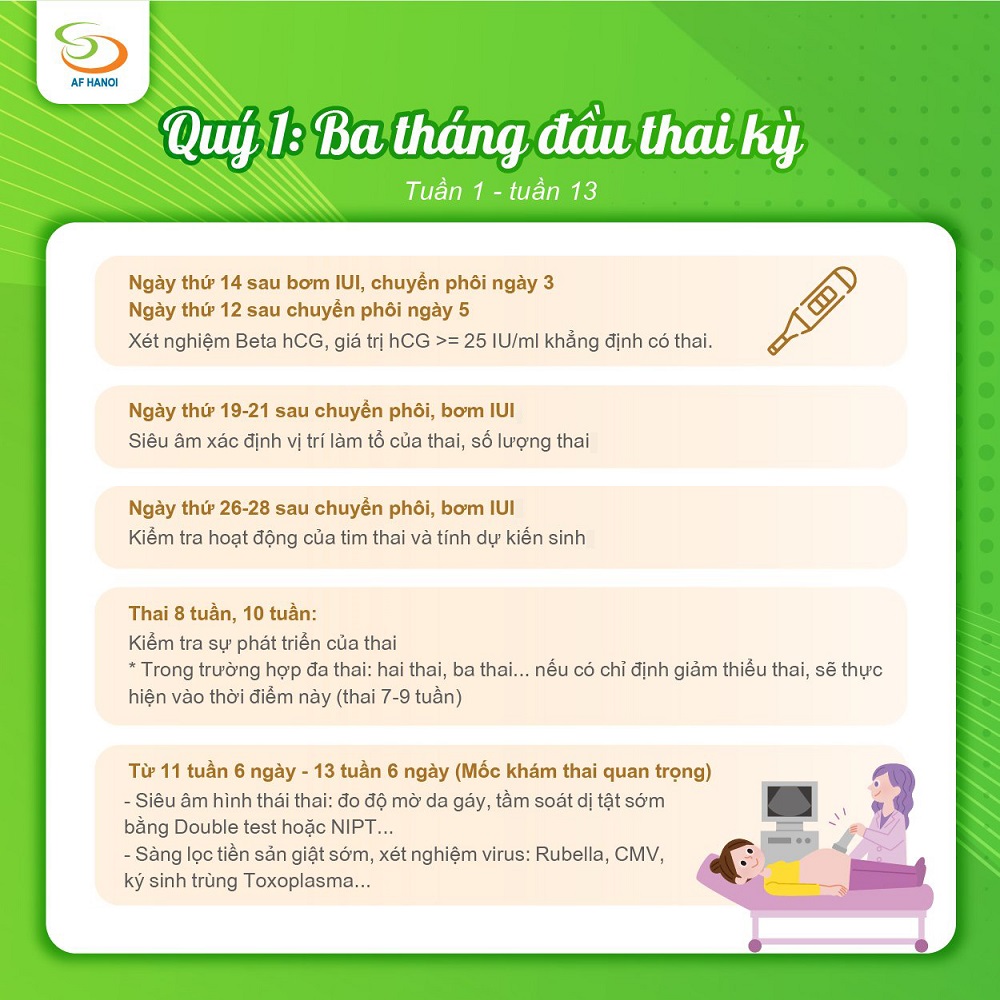 AF HANOI
Quý 1: Ba tháng đầu thai kỳ
Tuần 1 - tuần 13
Ngày thứ 14 sau bơm IUI, chuyển phôi ngày 3
Ngày thứ 12 sau chuyển phôi ngày 5
Xét nghiệm Beta hCG, giá trị hCG >= 25 IU/ml khẳng định có thai.
Ngày thứ 19-21 sau chuyển phôi, bơm IUI
Siêu âm xác định vị trí làm tổ của thai, số lượng thai
Ngày thứ 26-28 sau chuyển phôi, bơm IUI
Kiểm tra hoạt động của tim thai và tính dự kiến sinh
Thai 8 tuần, 10 tuần:
Kiểm tra sự phát triển của thai
* Trong trường hợp đa thai: hai thai, ba thai... nếu có chỉ định giảm thiểu thai, sẽ thực
hiện vào thời điểm này (thai 7-9 tuần)
Từ 11 tuần 6 ngày - 13 tuần 6 ngày (Mốc khám thai quan trọng)
- Siêu âm hình thái thai: đo độ mờ da gáy, tầm soát dị tật sớm
bằng Double test hoặc NIPT...
- Sàng lọc tiền sản giật sớm, xét nghiệm virus: Rubella, CMV,
ký sinh trùng Toxoplasma...